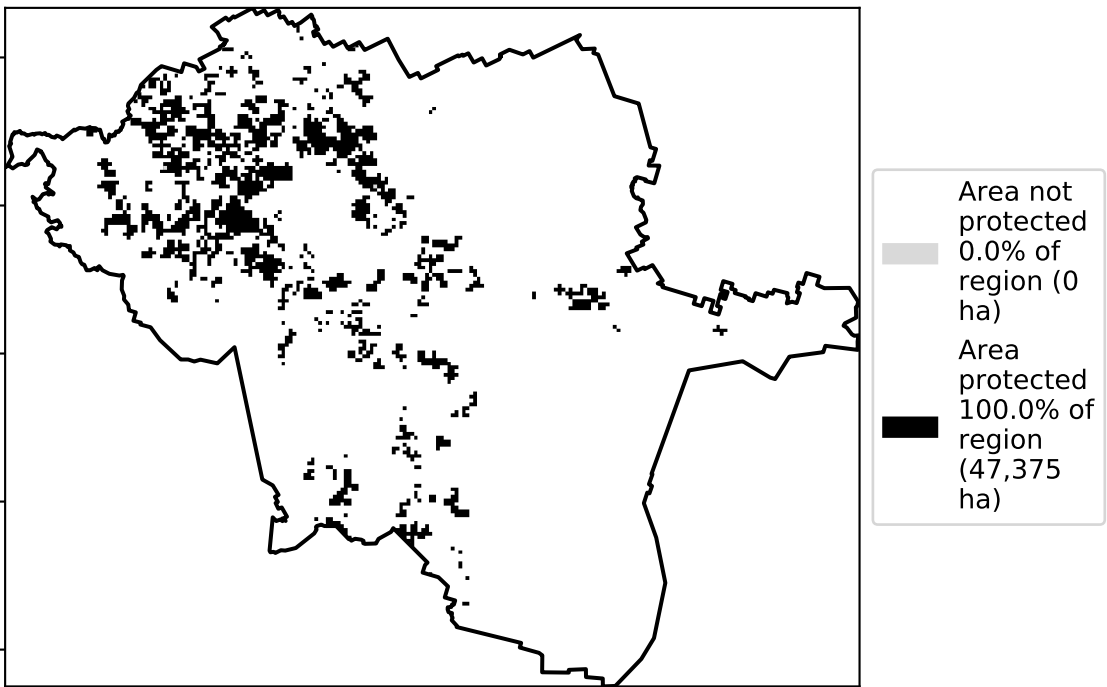 Area not
protected
0.0% of
region (0
ha)
Area
protected
100.0% of
region
(47,375
ha)